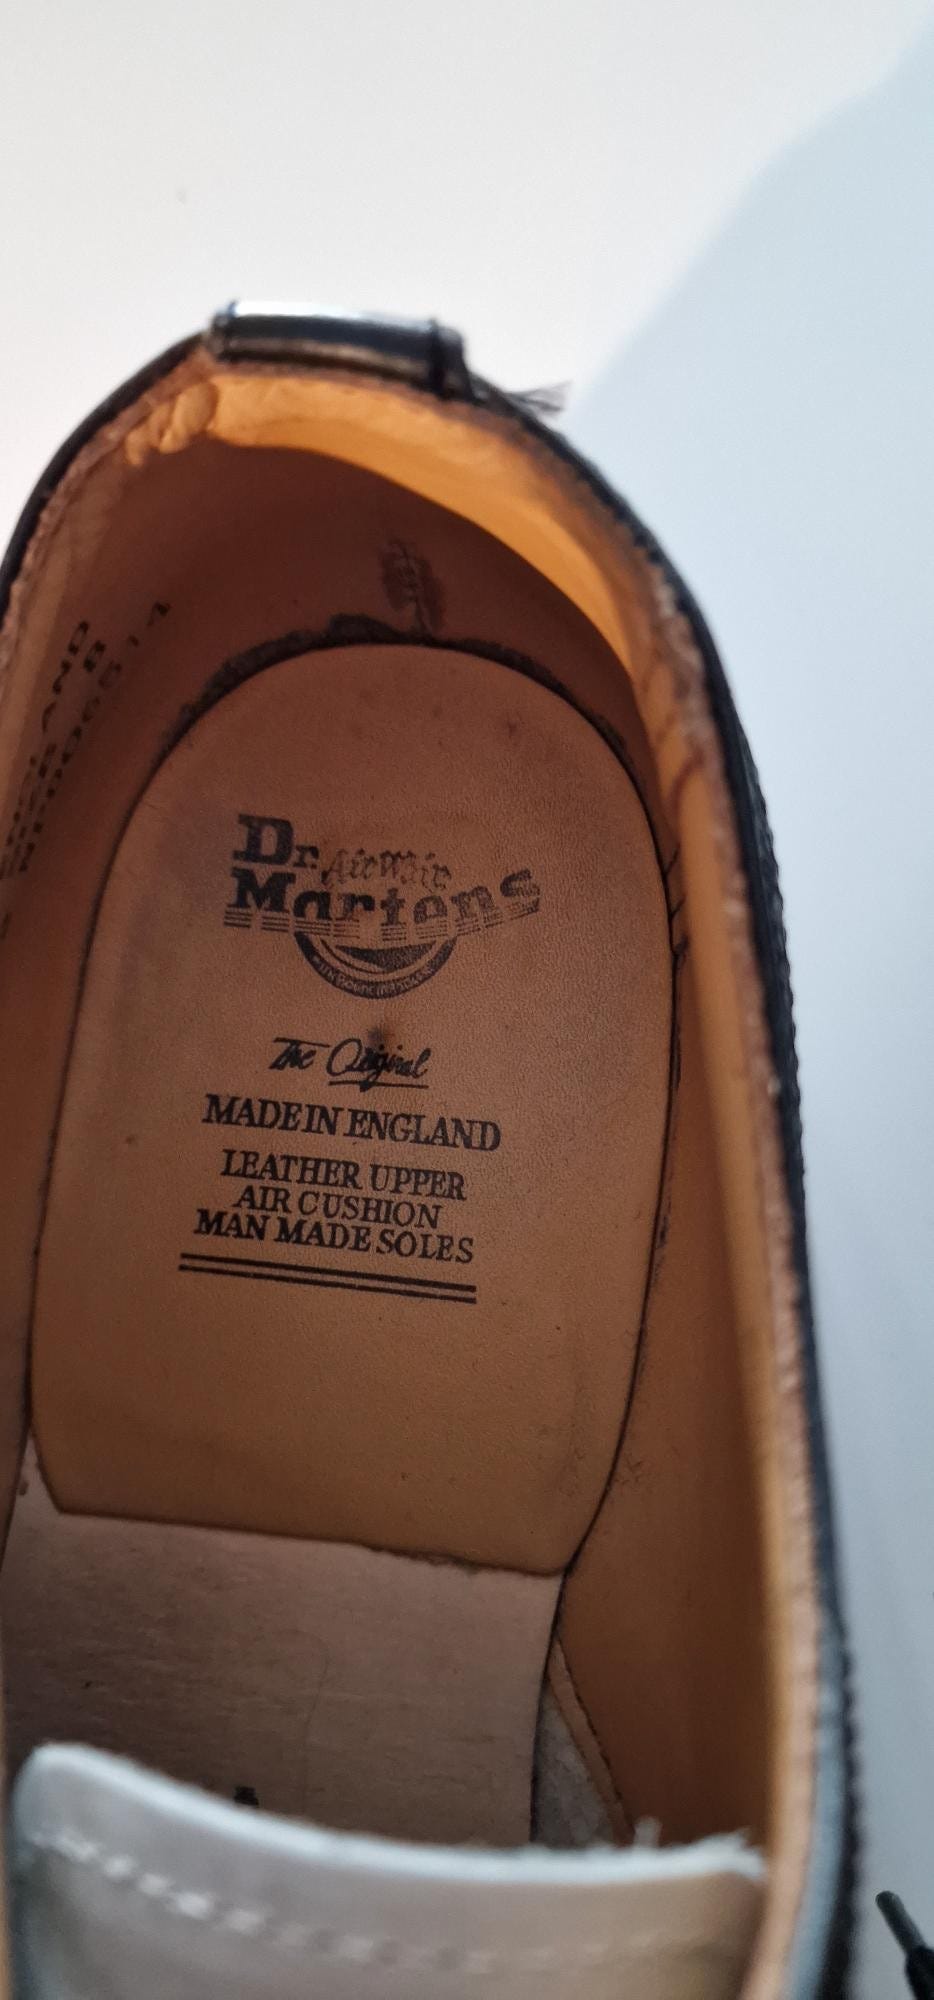 Dr.
AirWair
Martens
The Original
MADE IN ENGLAND
LEATHER UPPER
AIR CUSHION
MAN MADE SOLES